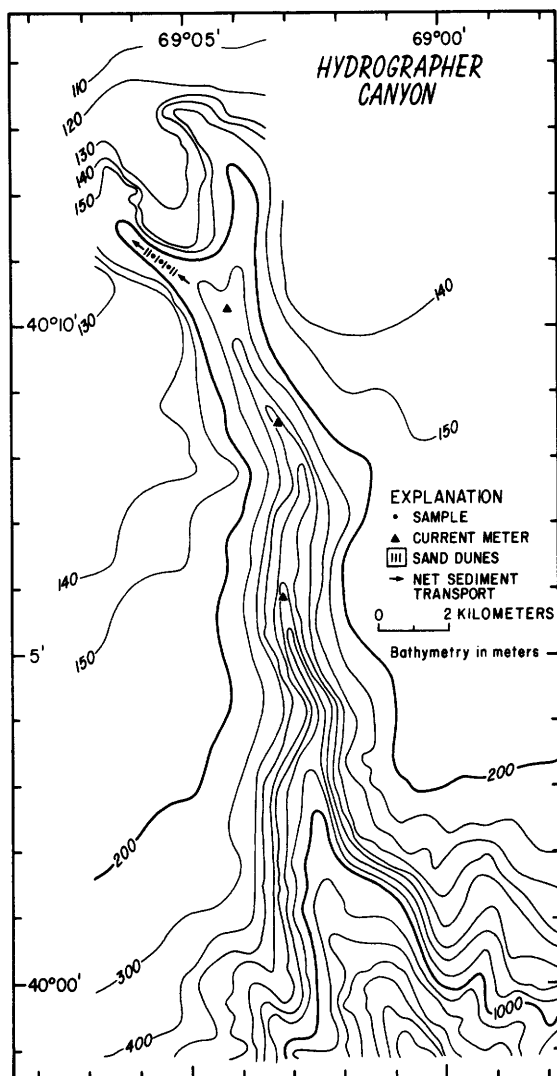 69°05'
69°00'
HYDROGRAPHER
CANYON
110
120
130
140
150
140
40°10'
130
150
EXPLANATION
SAMPLE
CURRENT METER
SAND DUNES
NET SEDIMENT
TRANSPORT
0 2 KILOMETERS
140
150
5'
Bathymetry in meters
200
200
300
40°00'
1000
400